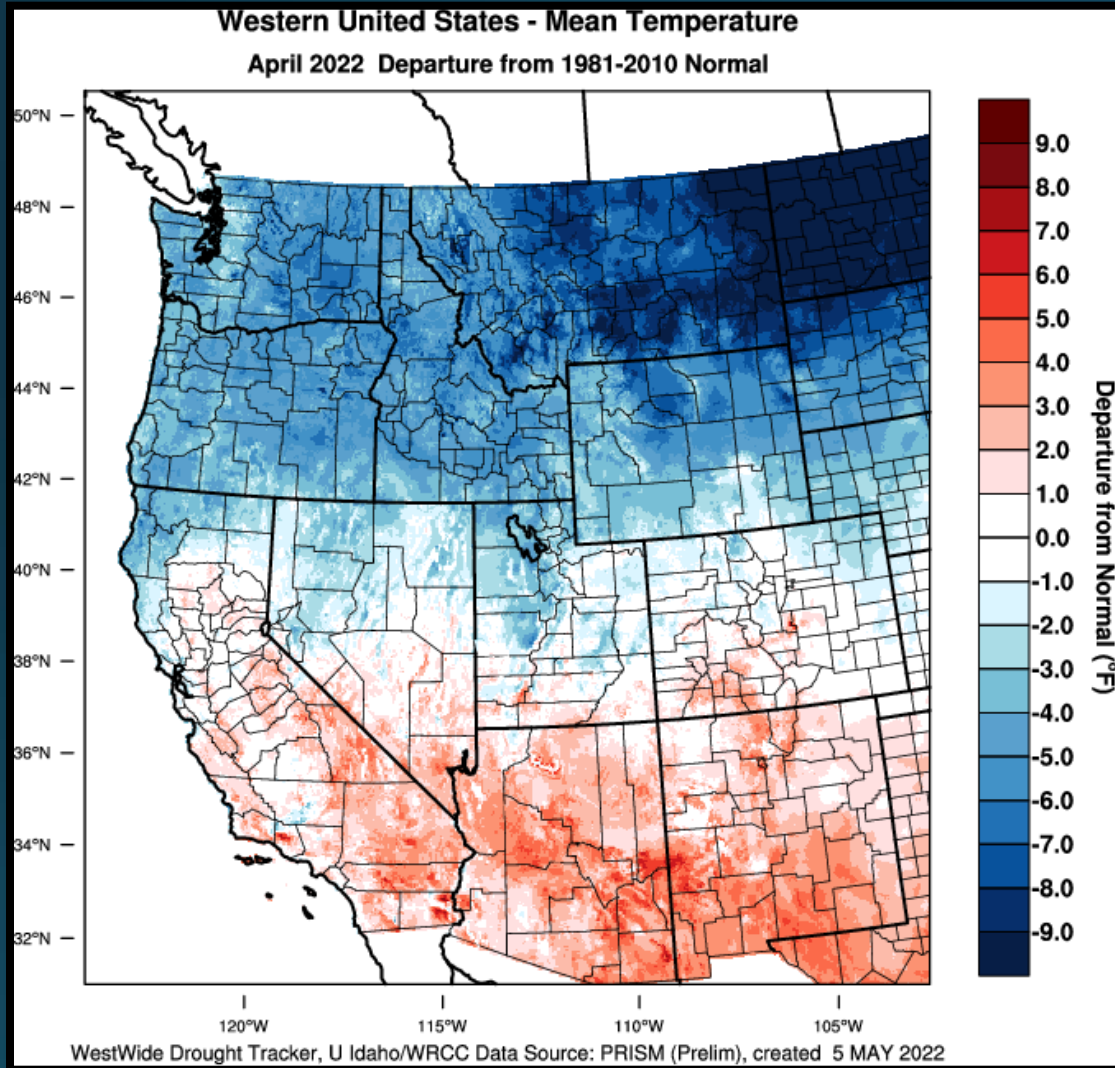 Western United States - Mean Temperature
April 2022 Departure from 1981-2010 Normal
50°N
48°N
46°N
44°N
42°N
40°N
38°N
36°N
34°N
32°N
120°W
115°W
110°W
105°W
9.0
8.0
7.0
6.0
5.0
4.0
3.0
2.0
1.0
0.0
-1.0
-2.0
-3.0
-4.0
-5.0
-6.0
-7.0
-8.0
-9.0
Departure from Normal (°F)
WestWide Drought Tracker, U Idaho/WRCC Data Source: PRISM (Prelim), created 5 MAY 2022